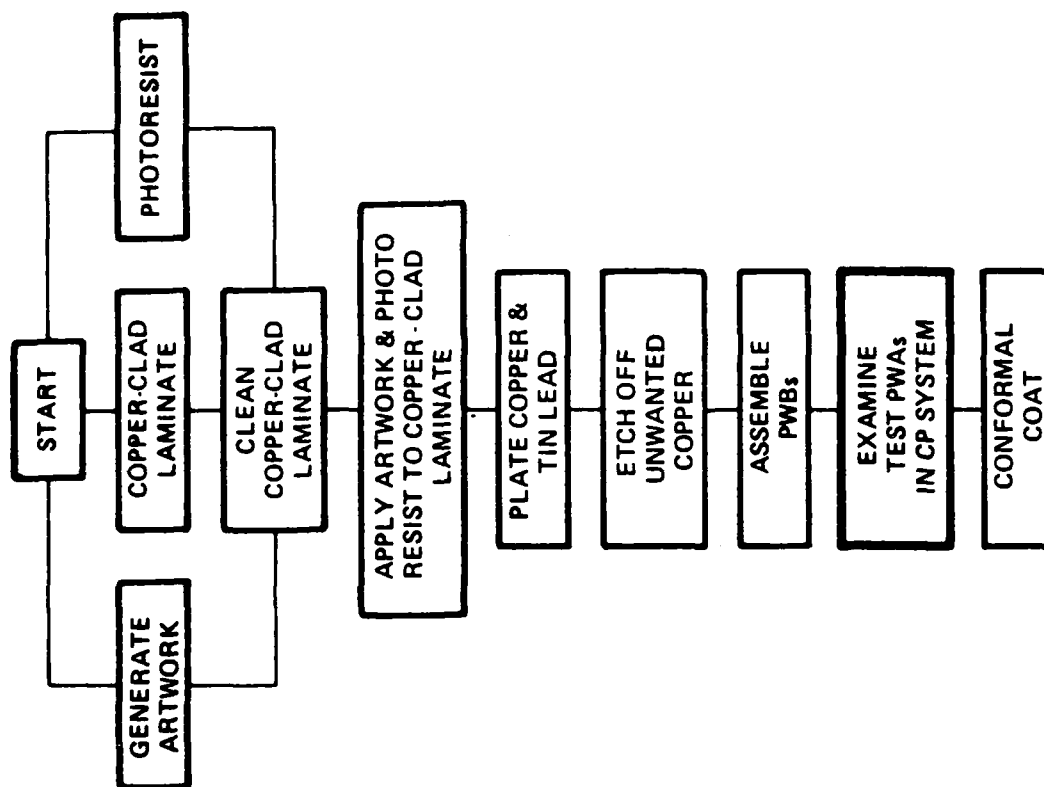 START
GENERATE
ARTWORK
COPPER-CLAD
LAMINATE
PHOTORESIST
CLEAN
COPPER-CLAD
LAMINATE
APPLY ARTWORK & PHOTO
RESIST TO COPPER - CLAD
LAMINATE
PLATE COPPER &
TIN LEAD
ETCH OFF
UNWANTED
COPPER
ASSEMBLE
PWBs
EXAMINE
TEST PWAs
IN CP SYSTEM
CONFORMAL
COAT